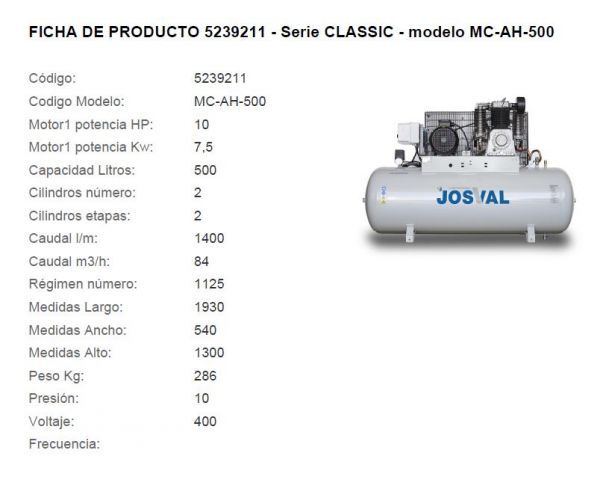 FICHA DE PRODUCTO 5239211 - Serie CLASSIC - modelo MC-AH-500
Código: 5239211
Codigo Modelo: MC-AH-500
Motor1 potencia HP: 10
Motor1 potencia Kw: 7,5
Capacidad Litros: 500
Cilindros número: 2
Cilindros etapas: 2
Caudal l/m: 1400
Caudal m3/h: 84
Régimen número: 1125
Medidas Largo: 1930
Medidas Ancho: 540
Medidas Alto: 1300
Peso Kg: 286
Presión: 10
Voltaje: 400
Frecuencia:
JOSVAL